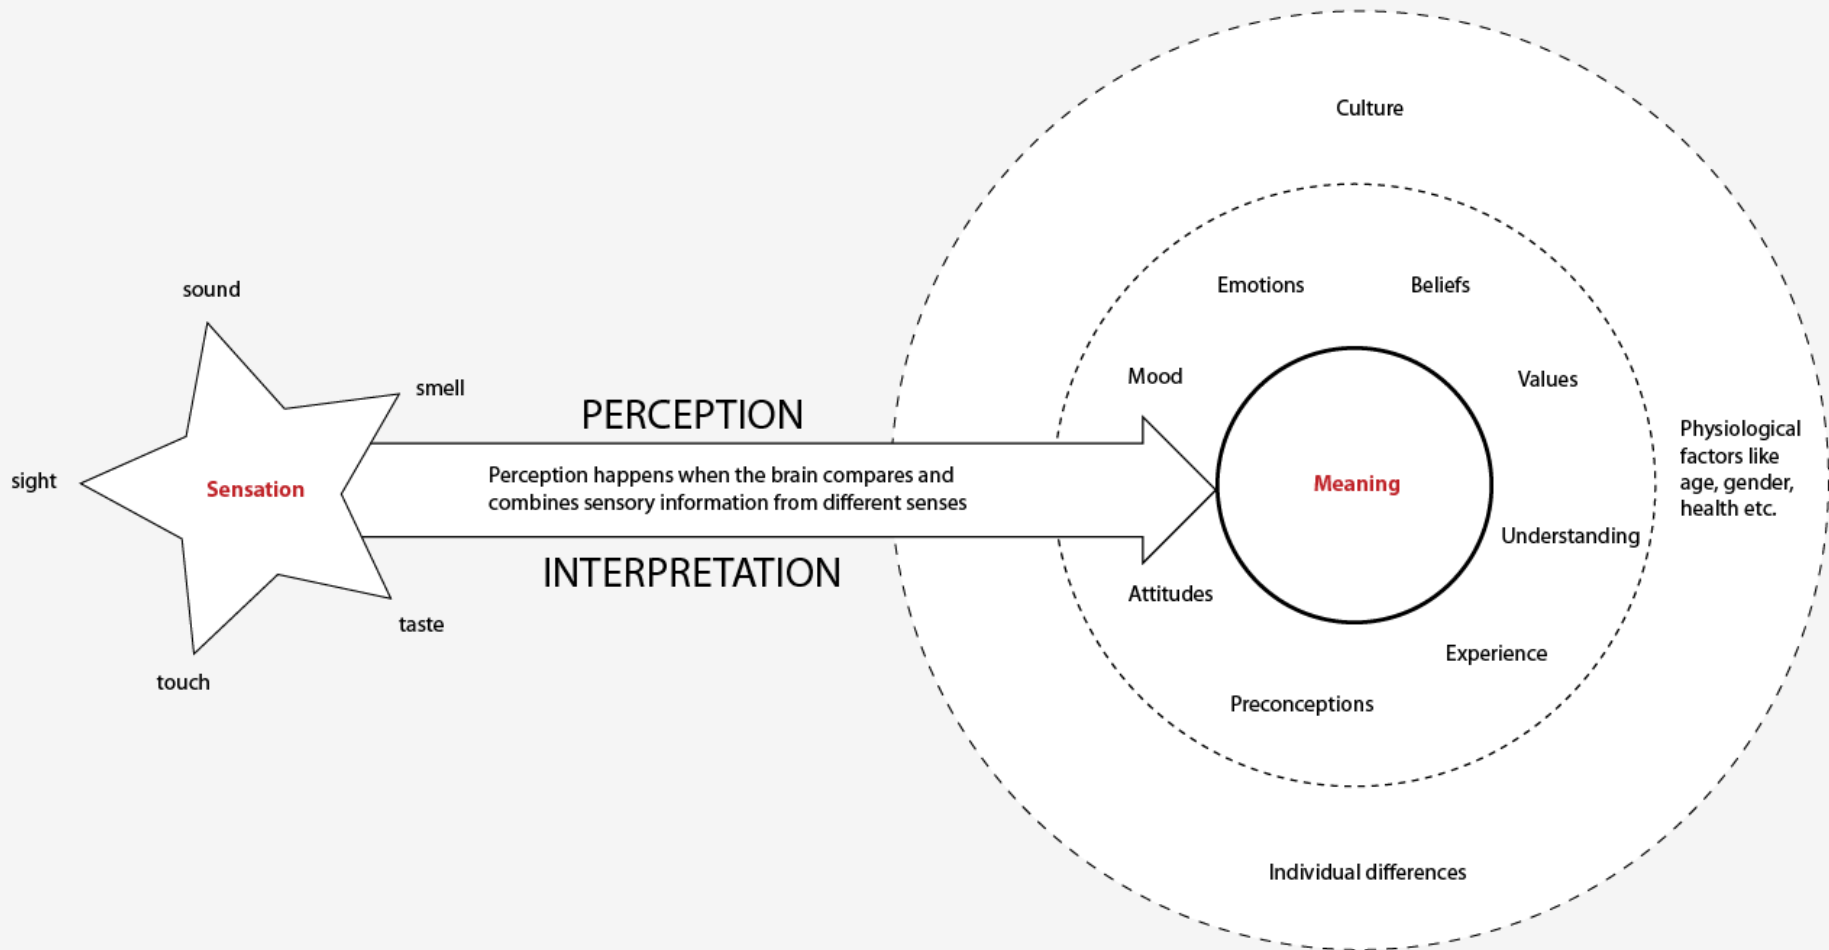 sound
smell
sight
Sensation
taste
touch
PERCEPTION
Perception happens when the brain compares and
combines sensory information from different senses
INTERPRETATION
Culture
Emotions
Beliefs
Mood
Values
Meaning
Understanding
Attitudes
Experience
Preconceptions
Physiological
factors like
age, gender,
health etc.
Individual differences